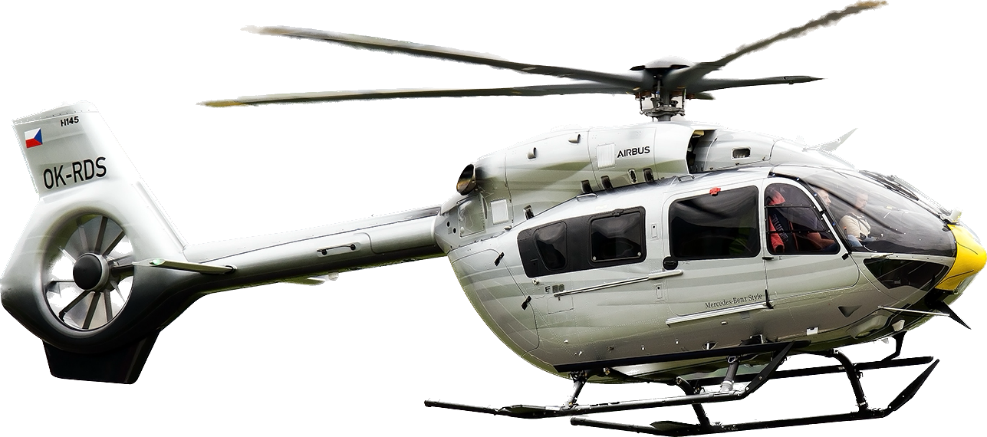 H145
OK-RDS
AIRBUS
Mercedes-Benz Style